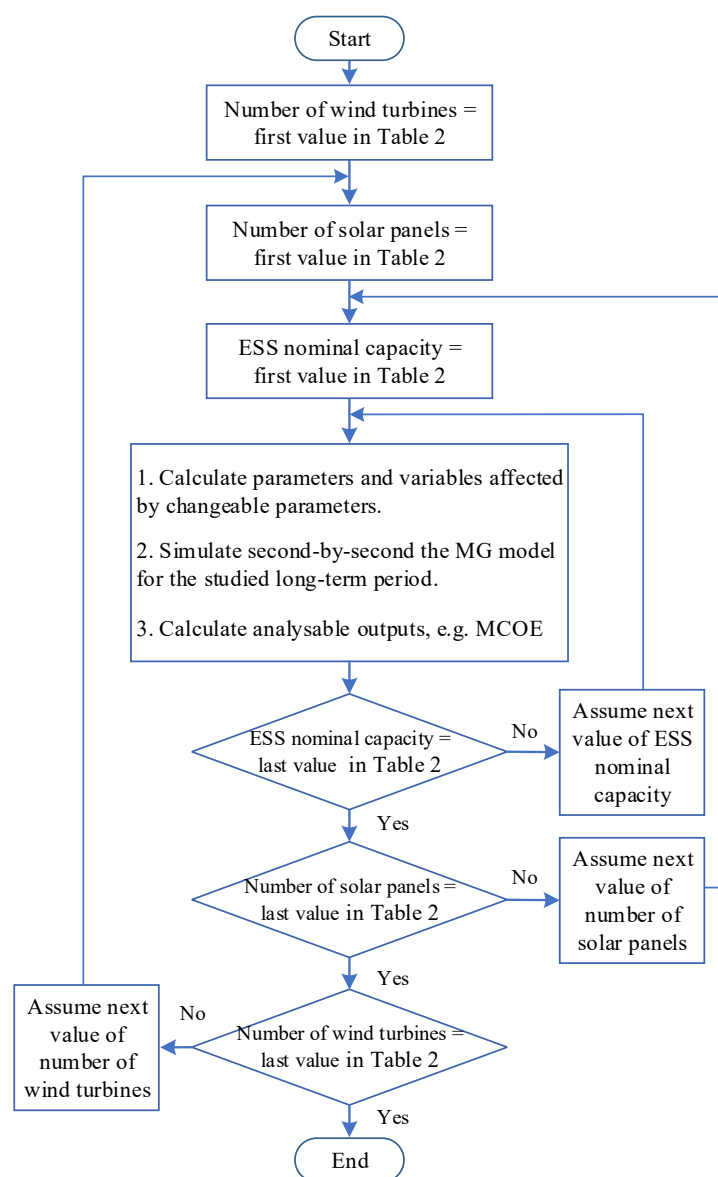 Start
Number of wind turbines =
first value in Table 2
Number of solar panels =
first value in Table 2
ESS nominal capacity =
first value in Table 2
1. Calculate parameters and variables affected
by changeable parameters.
2. Simulate second-by-second the MG model
for the studied long-term period.
3. Calculate analysable outputs, e.g. MCOE
ESS nominal capacity =
last value in Table 2
No
Assume next
value of ESS
nominal
capacity
Yes
Number of solar panels =
last value in Table 2
No
Assume next
value of
number of
solar panels
Yes
Number of wind turbines =
last value in Table 2
No
Assume next
value of
number of
wind turbines
Yes
End